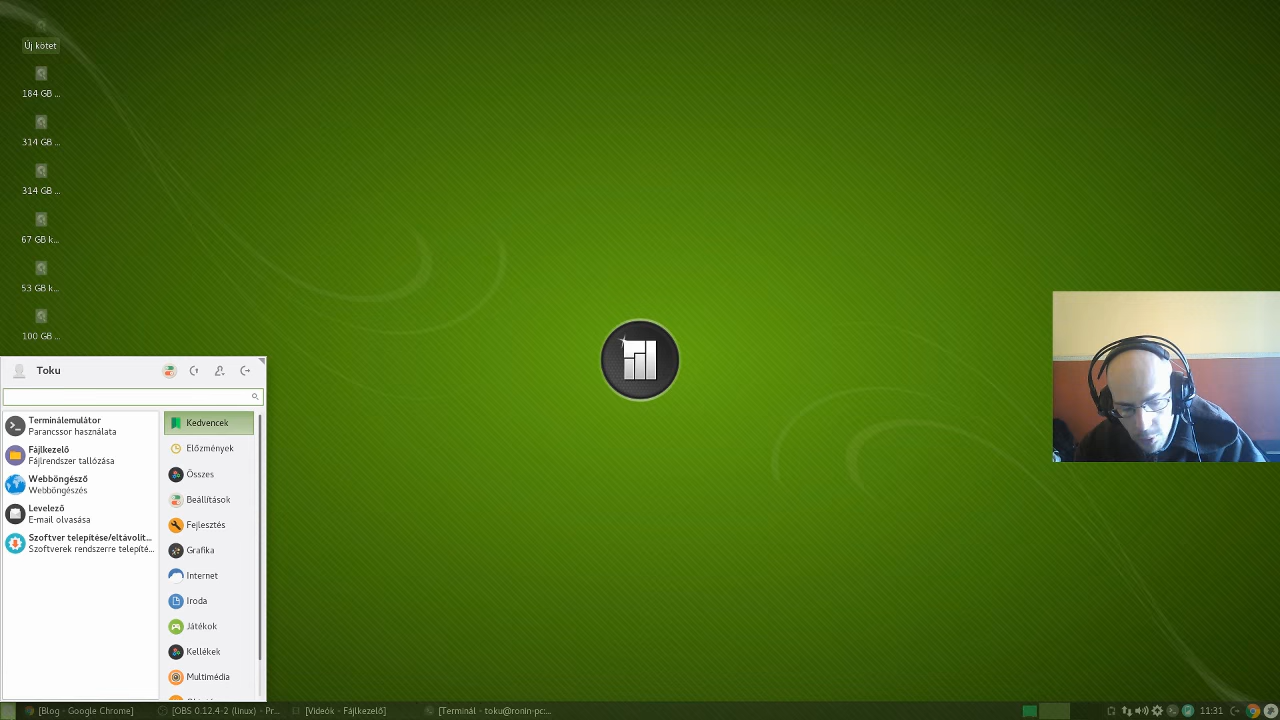 Új kötet
184 GB ...
314 GB ...
314 GB ...
67 GB k...
53 GB k...
100 GB ...
Toku
Terminálemulátor
Parancssor használata
Fájlkezelő
Fájlrendszer tallózása
Webböngésző
Webböngészés
Levelező
E-mail olvasása
Szoftver telepítése/eltávolít...
Szoftverek rendszerre telepíté...
Kedvencek
Előzmények
Összes
Beállítások
Fejlesztés
Grafika
Internet
Iroda
Játékok
Kellékek
Multimédia
[Blog - Google Chrome]
[OBS 0.12.4-2 (linux) - Pr...
[Videók - Fájlkezelő]
[Terminál - toku@ronin-pc:...
11:31